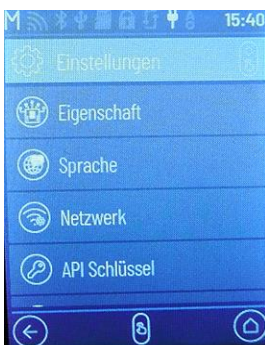 M 15:40
Einstellungen
Eigenschaft
Sprache
Netzwerk
API Schlüssel